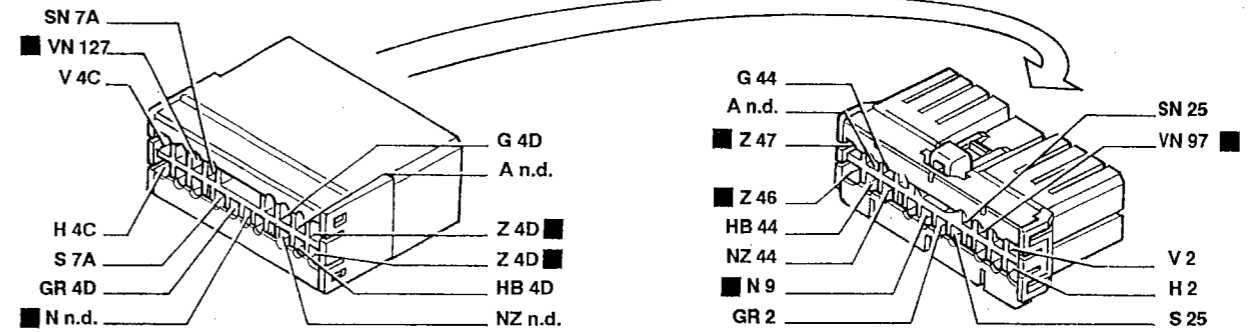 SN 7A
VN 127
V 4C
H 4C
S 7A
GR 4D
N n.d.
G 4D
A n.d.
Z 4D
Z 4D
HB 4D
NZ n.d.
G 44
A n.d.
Z 47
Z 46
HB 44
NZ 44
N 9
GR 2
SN 25
VN 97
V 2
H 2
S 25